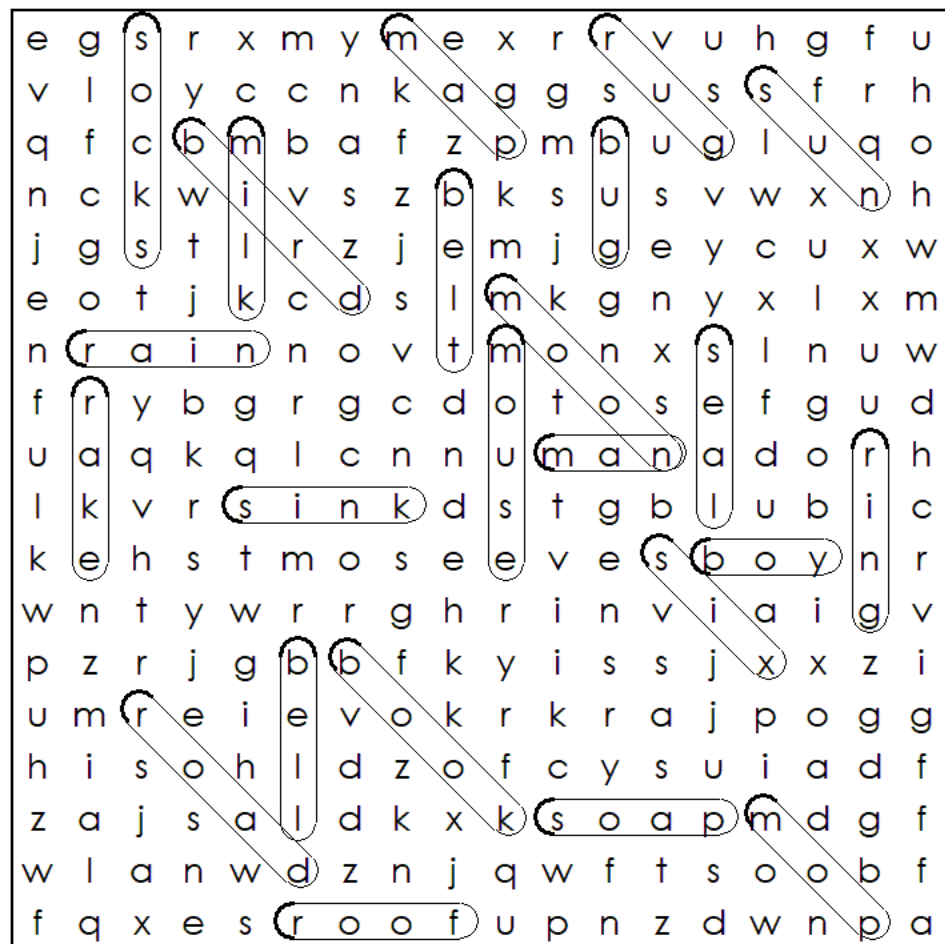 e g s r x m y m e x r r v u h g f u
v l o y c c n k a g g s u s s f r h
q f c b m b a f z p m b u g l u q o
n c k w i v s z b k s u s v w x n h
j g s t l r z j e m j g e y c u x w
e o t j k c d s l m k g n y x l x m
n r a i n n o v t m o n x s l n u w
f r y b g r g c d o t o s e f g u d
u a q k q l c n n u m a n a d o r h
l k v r s i n k d s t g b l u b i c
k e h s t m o s e e v e s b o y n r
w n t y w r r g h r i n v i a i g v
p z r j g b b f k y i s s j x x z i
u m r e i e v o k r k r a j p o g g
h i s o h l d z o f c y s u i a d f
z a j s a l d k x k s o a p m d g f
w l a n w d z n j q w f t s o o b f
f q x e s r o o f u p n z d w n p a